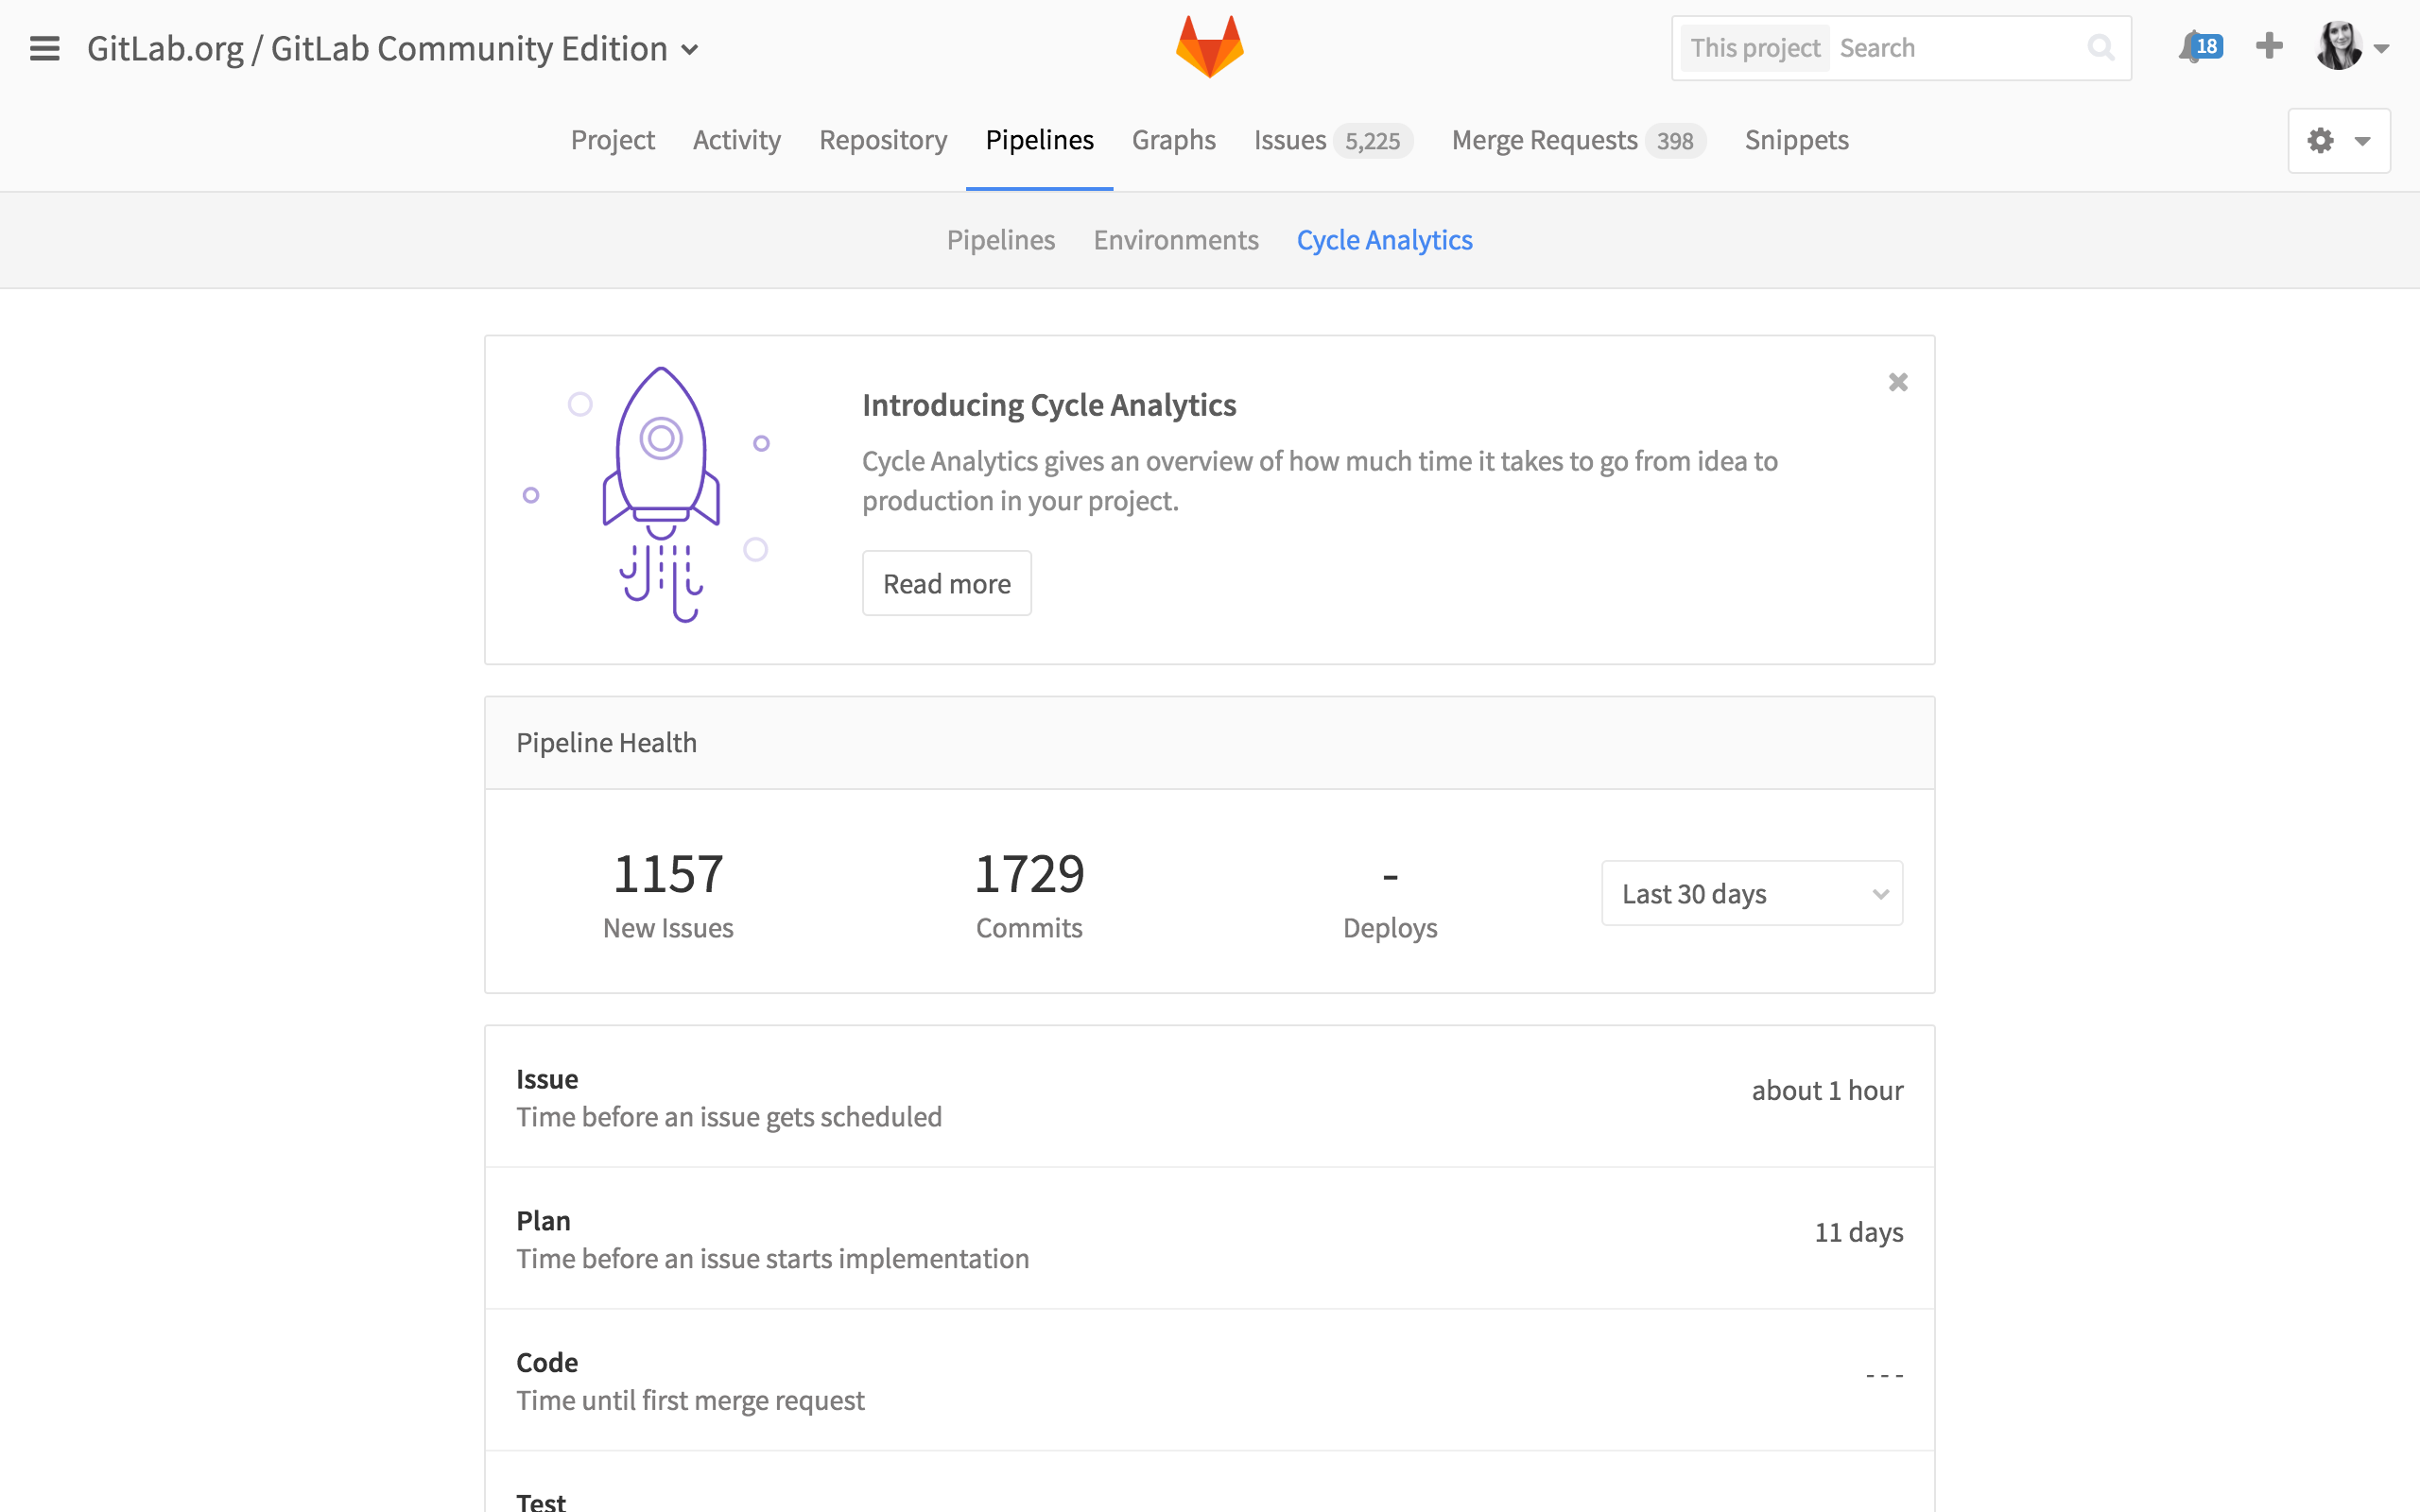 GitLab.org / GitLab Community Edition
This project Search
18
Project Activity Repository Pipelines Graphs Issues 5,225 Merge Requests 398 Snippets
Pipelines Environments Cycle Analytics
Introducing Cycle Analytics
Cycle Analytics gives an overview of how much time it takes to go from idea to
production in your project.
Read more
Pipeline Health
1157 1729 -
Last 30 days
New Issues Commits Deploys
Issue
about 1 hour
Time before an issue gets scheduled
Plan
11 days
Time before an issue starts implementation
Code
- - -
Time until first merge request
Test